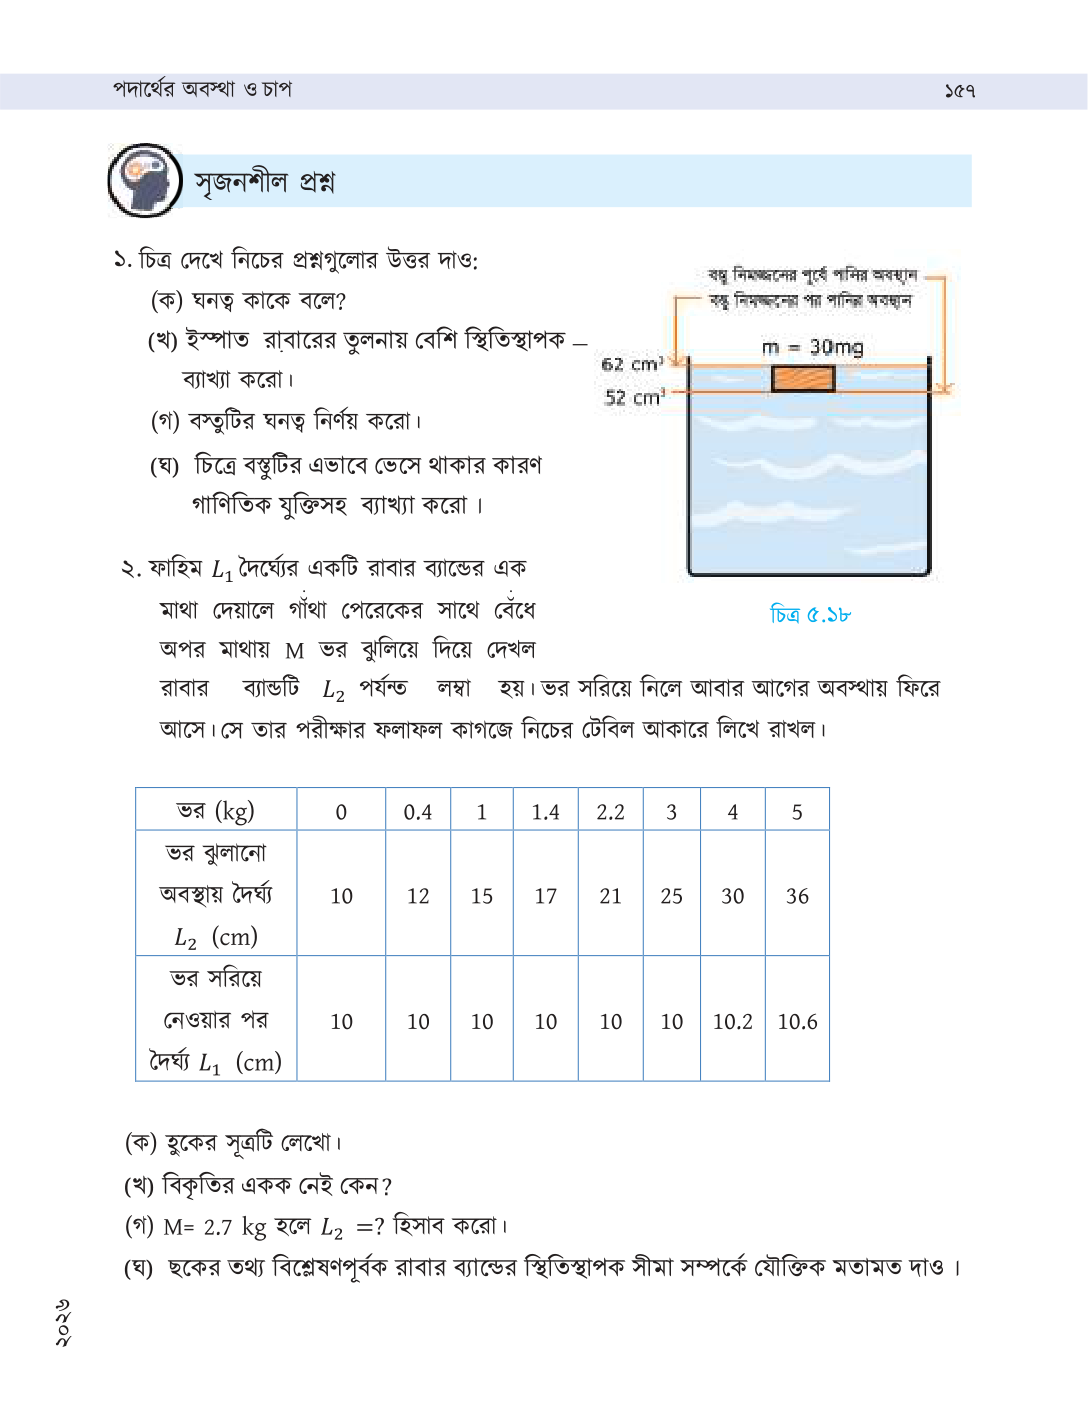 পদার্থের অবস্থা ও চাপ ১৫৭
সৃজনশীল প্রশ্ন
১. চিত্র দেখে নিচের প্রশ্নগুলোর উত্তর দাও:
(ক) ঘনত্ব কাকে বলে?
(খ) ইস্পাত রাবারের তুলনায় বেশি স্থিতিস্থাপক –
ব্যাখ্যা করো।
(গ) বস্তুটির ঘনত্ব নির্ণয় করো।
(ঘ) চিত্রে বস্তুটির এভাবে ভেসে থাকার কারণ
গাণিতিক যুক্তিসহ ব্যাখ্যা করো ।
বস্তু নিমজ্জনের পূর্বে পানির অবস্থান
বস্তু নিমজ্জনের পর পানির অবস্থান
m = 30mg
62 cm³
52 cm³
চিত্র ৫.১৮
২. ফাহিম L₁ দৈর্ঘ্যের একটি রাবার ব্যান্ডের এক
মাথা দেয়ালে গাঁথা পেরেকের সাথে বেঁধে
অপর মাথায় M ভর ঝুলিয়ে দিয়ে দেখল
রাবার ব্যান্ডটি L₂ পর্যন্ত লম্বা হয়। ভর সরিয়ে নিলে আবার আগের অবস্থায় ফিরে
আসে। সে তার পরীক্ষার ফলাফল কাগজে নিচের টেবিল আকারে লিখে রাখল।
ভর (kg) 0 0.4 1 1.4 2.2 3 4 5
ভর ঝুলানো
অবস্থায় দৈর্ঘ্য 10 12 15 17 21 25 30 36
L₂ (cm)
ভর সরিয়ে
নেওয়ার পর 10 10 10 10 10 10 10.2 10.6
দৈর্ঘ্য L₁ (cm)
(ক) হুকের সূত্রটি লেখো।
(খ) বিকৃতির একক নেই কেন?
(গ) M= 2.7 kg হলে L₂ =? হিসাব করো।
(ঘ) ছকের তথ্য বিশ্লেষণপূর্বক রাবার ব্যান্ডের স্থিতিস্থাপক সীমা সম্পর্কে যৌক্তিক মতামত দাও ।
২০২৬